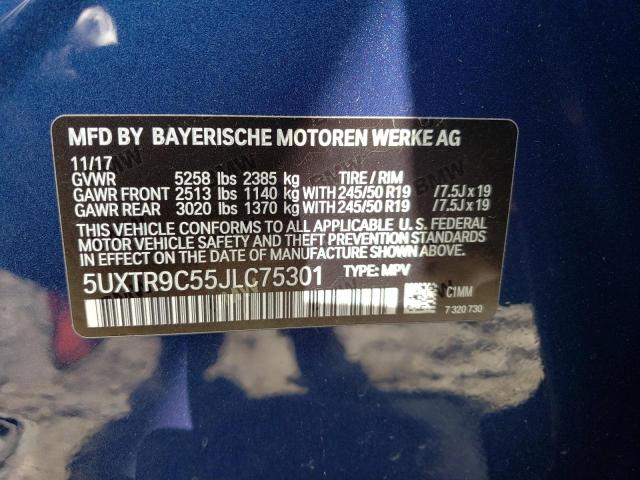 MFD BY BAYERISCHE MOTOREN WERKE AG
11/17
GVWR 5258 lbs 2385 kg TIRE / RIM
GAWR FRONT 2513 lbs 1140 kg WITH 245/50 R19 /7.5J x 19
GAWR REAR 3020 lbs 1370 kg WITH 245/50 R19 /7.5J x 19
THIS VEHICLE CONFORMS TO ALL APPLICABLE U. S. FEDERAL
MOTOR VEHICLE SAFETY AND THEFT PREVENTION STANDARDS
IN EFFECT ON THE DATE OF MANUFACTURE SHOWN ABOVE.
5UXTR9C55JLC75301 TYPE: MPV
C1MM
7 320 730